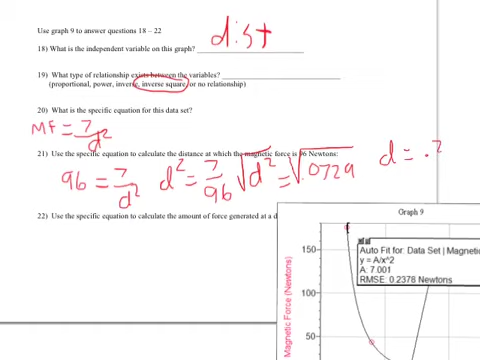 Use graph 9 to answer questions 18 – 22
dist
18) What is the independent variable on this graph? ____________________
19) What type of relationship exists between the variables? ____________________
(proportional, power, inverse, inverse square, or no relationship)
20) What is the specific equation for this data set?
MF = 7/d²
21) Use the specific equation to calculate the distance at which the magnetic force is 96 Newtons:
96 = 7/d² d² = 7/96 √d² = √.0729 d = .2
22) Use the specific equation to calculate the amount of force generated at a d
Graph 9
150
100
50
Magnetic Force (Newtons)
Auto Fit for: Data Set | Magnetic
y = A/x^2
A: 7.001
RMSE: 0.2378 Newtons